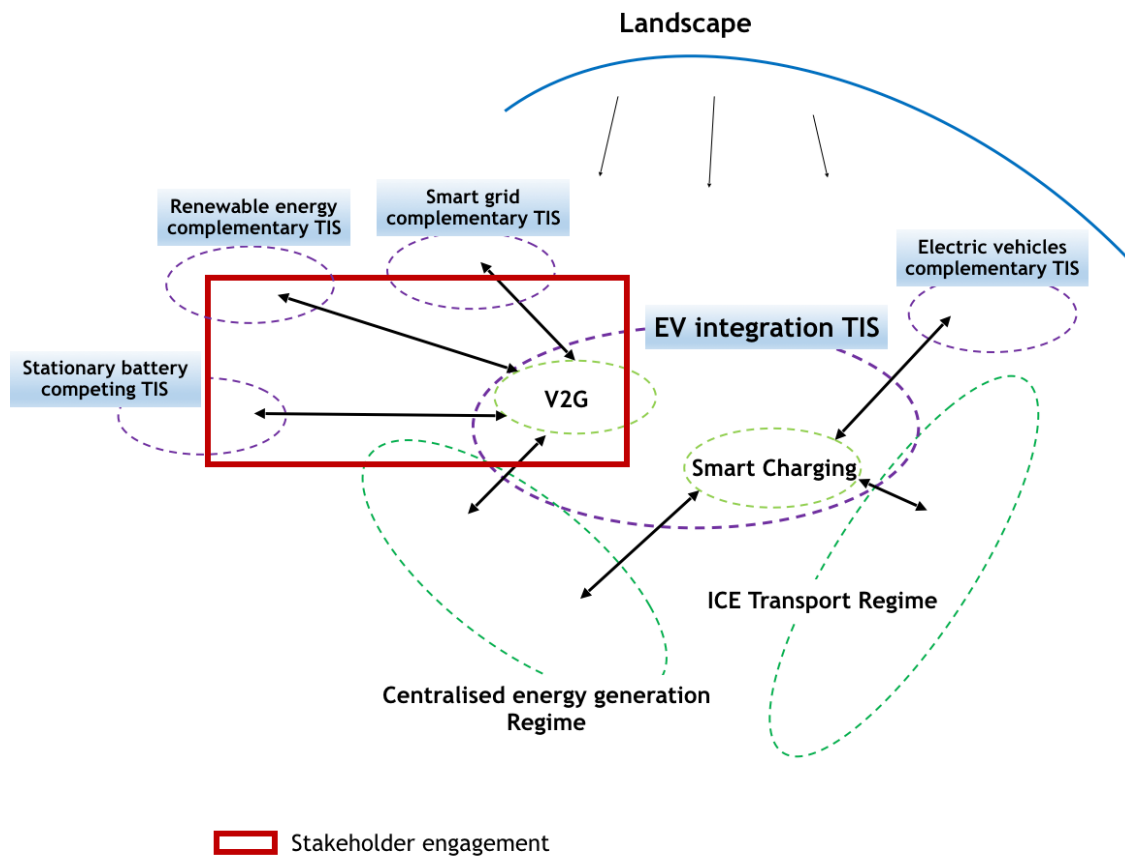 Landscape
Renewable energy
complementary TIS
Smart grid
complementary TIS
Electric vehicles
complementary TIS
EV integration TIS
Stationary battery
competing TIS
V2G
Smart Charging
ICE Transport Regime
Centralised energy generation
Regime
Stakeholder engagement